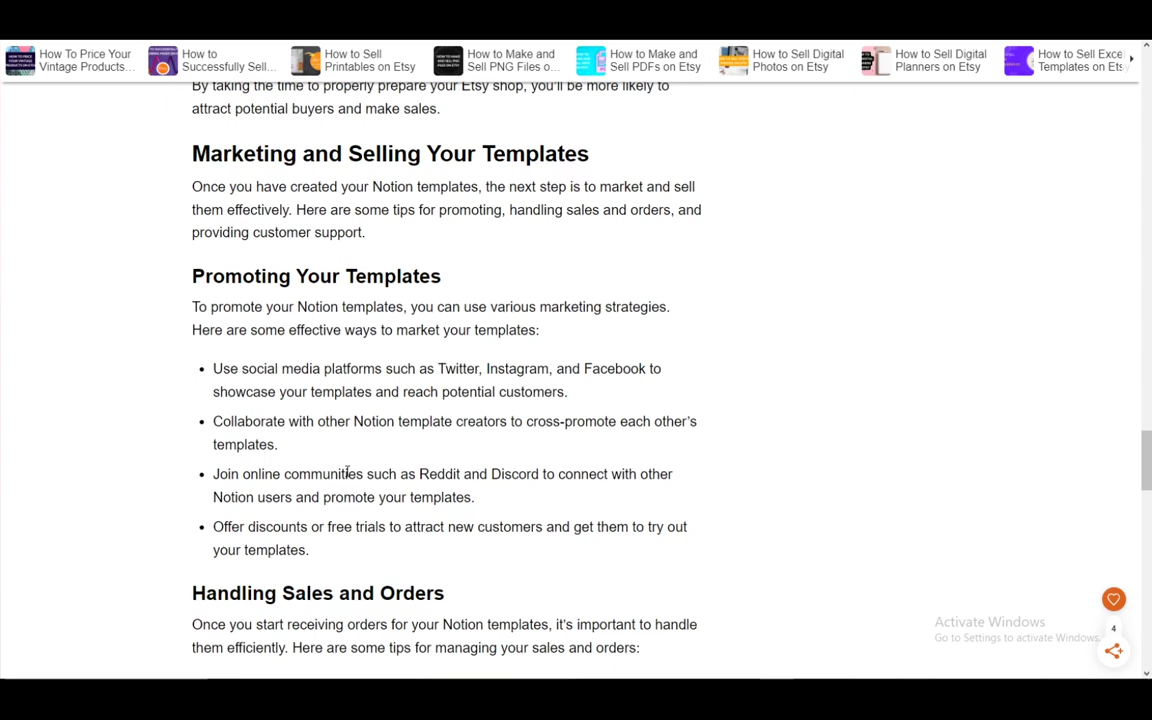 How To Price Your
Vintage Products...
How to
Successfully Sell...
How to Sell
Printables on Etsy
How to Make and
Sell PNG Files o...
How to Make and
Sell PDFs on Etsy
How to Sell Digital
Photos on Etsy
How to Sell Digital
Planners on Etsy
How to Sell Exce
Templates on Ets
By taking the time to properly prepare your Etsy shop, you'll be more likely to
attract potential buyers and make sales.
Marketing and Selling Your Templates
Once you have created your Notion templates, the next step is to market and sell
them effectively. Here are some tips for promoting, handling sales and orders, and
providing customer support.
Promoting Your Templates
To promote your Notion templates, you can use various marketing strategies.
Here are some effective ways to market your templates:
• Use social media platforms such as Twitter, Instagram, and Facebook to
showcase your templates and reach potential customers.
• Collaborate with other Notion template creators to cross-promote each other's
templates.
• Join online communities such as Reddit and Discord to connect with other
Notion users and promote your templates.
• Offer discounts or free trials to attract new customers and get them to try out
your templates.
Handling Sales and Orders
Once you start receiving orders for your Notion templates, it's important to handle
them efficiently. Here are some tips for managing your sales and orders:
Activate Windows
Go to Settings to activate Windows.
4